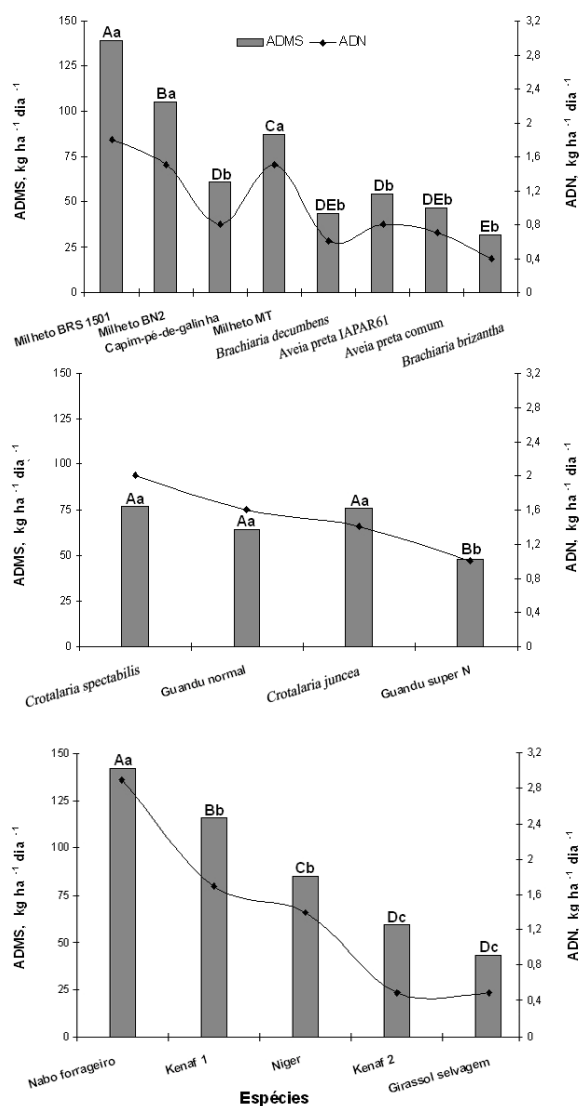 ADMS ADN
ADMS, kg ha -1 dia -1
150
125
100
75
50
25
0
Aa
Ba
Db
Ca
DEb
Db
DEb
Eb
3,2
2,8
2,4
2
1,6
1,2
0,8
0,4
0
ADN, kg ha -1 dia -1
Milheto BRS 1501
Milheto BN2
Capim-pé-de-galinha
Milheto MT
Brachiaria decumbens
Aveia preta IAPAR61
Aveia preta comum
Brachiaria brizantha
ADMS, kg ha -1 dia -1
150
125
100
75
50
25
0
Aa
Aa
Aa
Bb
3,2
2,8
2,4
2
1,6
1,2
0,8
0,4
0
ADN, kg ha -1 dia -1
Crotalaria spectabilis
Guandu normal
Crotalaria juncea
Guandu super N
ADMS, kg ha -1 dia -1
150
125
100
75
50
25
0
Aa
Bb
Cb
Dc
Dc
3,2
2,8
2,4
2
1,6
1,2
0,8
0,4
0
ADN, kg ha -1 dia -1
Nabo forrageiro
Kenaf 1
Niger
Kenaf 2
Girassol selvagem
Espécies